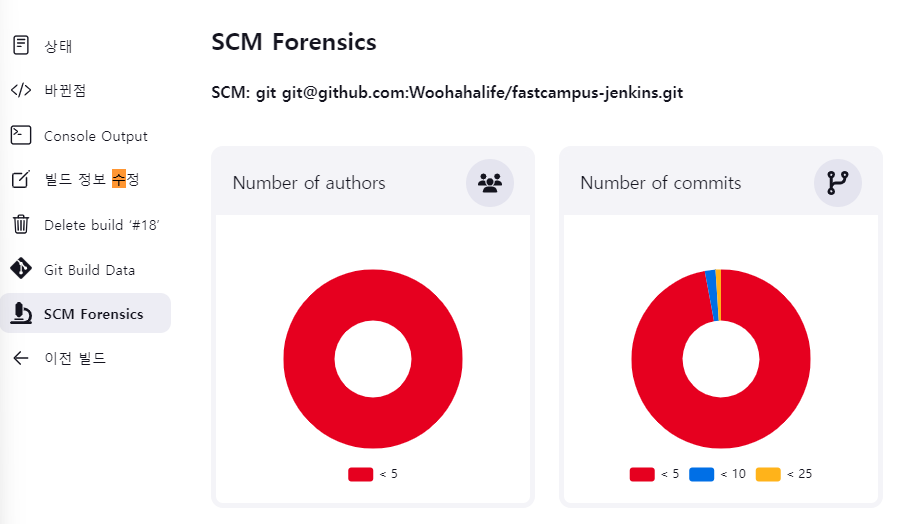 상태
바뀐점
Console Output
빌드 정보 수정
Delete build ‘#18’
Git Build Data
SCM Forensics
이전 빌드
SCM Forensics
SCM: git git@github.com:Woohahalife/fastcampus-jenkins.git
Number of authors
< 5
Number of commits
< 5 < 10 < 25